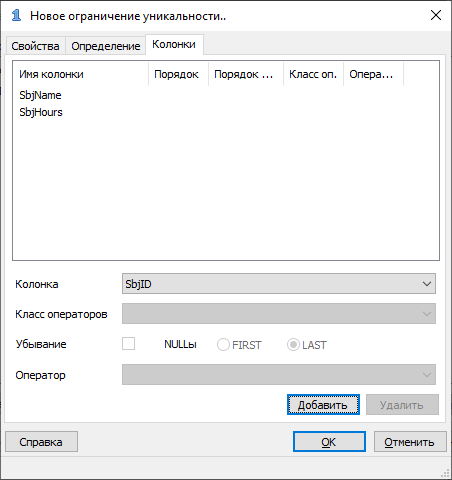 Новое ограничение уникальности..
Свойства Определение Колонки
Имя колонки Порядок Порядок ... Класс оп. Опера...
SbjName
SbjHours
Колонка SbjID
Класс операторов
Убывание NULLы FIRST LAST
Оператор
Добавить Удалить
Справка OK Отменить